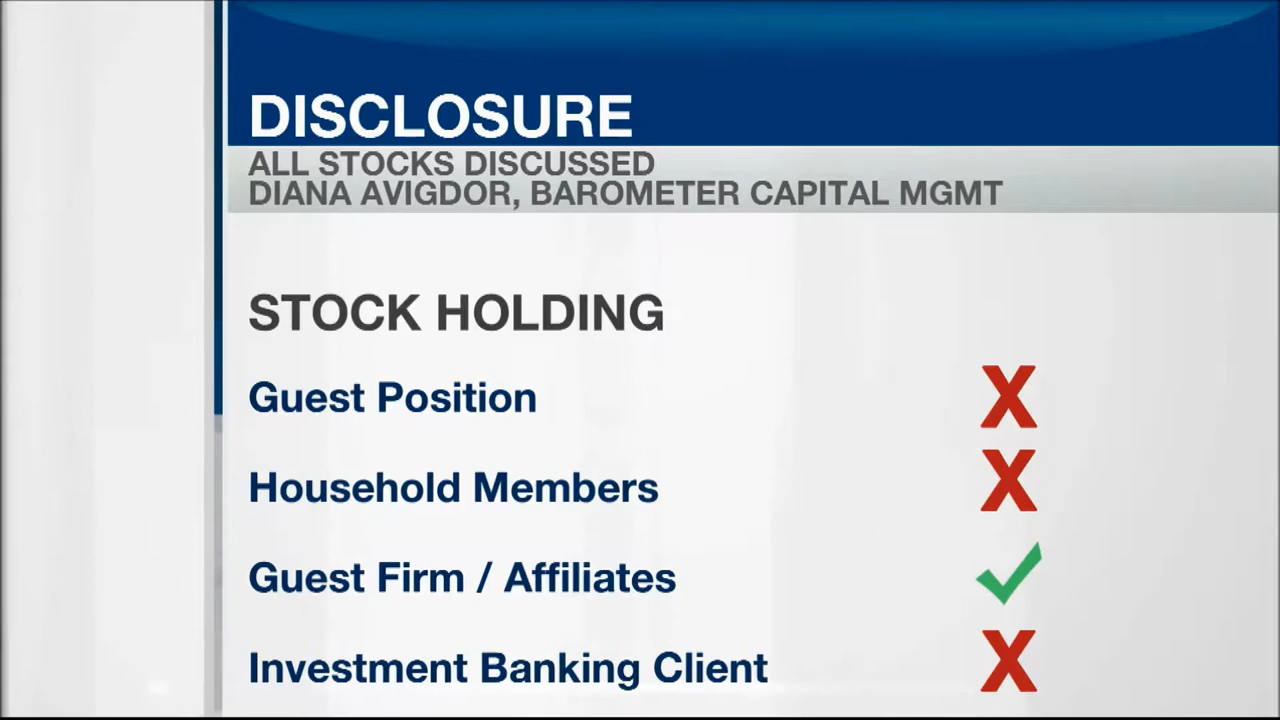 DISCLOSURE
ALL STOCKS DISCUSSED
DIANA AVIGDOR, BAROMETER CAPITAL MGMT
STOCK HOLDING
Guest Position X
Household Members X
Guest Firm / Affiliates ✓
Investment Banking Client X